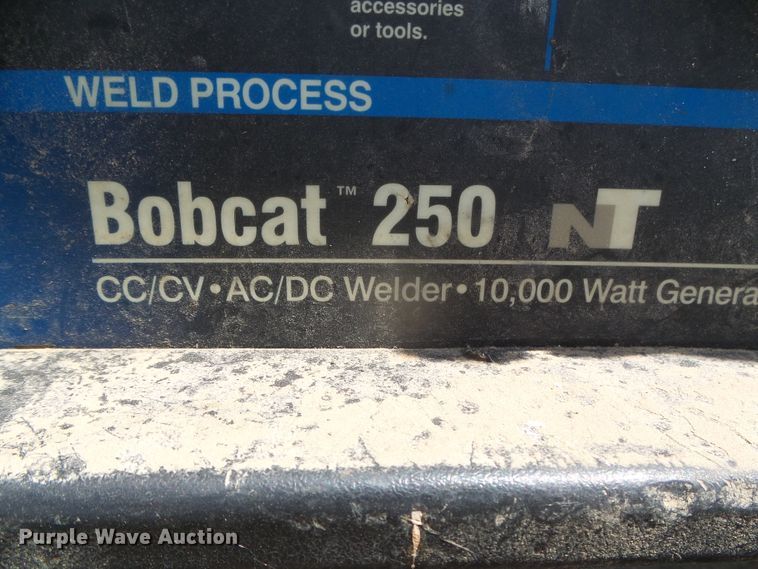 accessories
or tools.
WELD PROCESS
Bobcat™ 250 NT
CC/CV•AC/DC Welder•10,000 Watt Genera
Purple Wave Auction